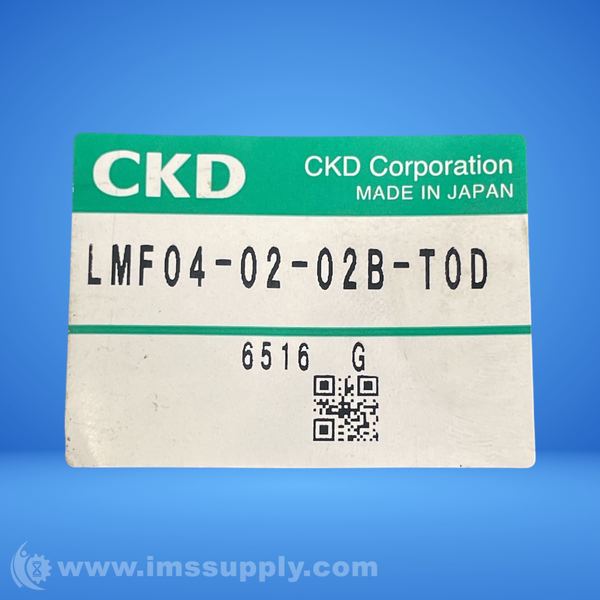 CKD
CKD Corporation
MADE IN JAPAN
LMF04-02-02B-T0D
6516 G
www.imssupply.com